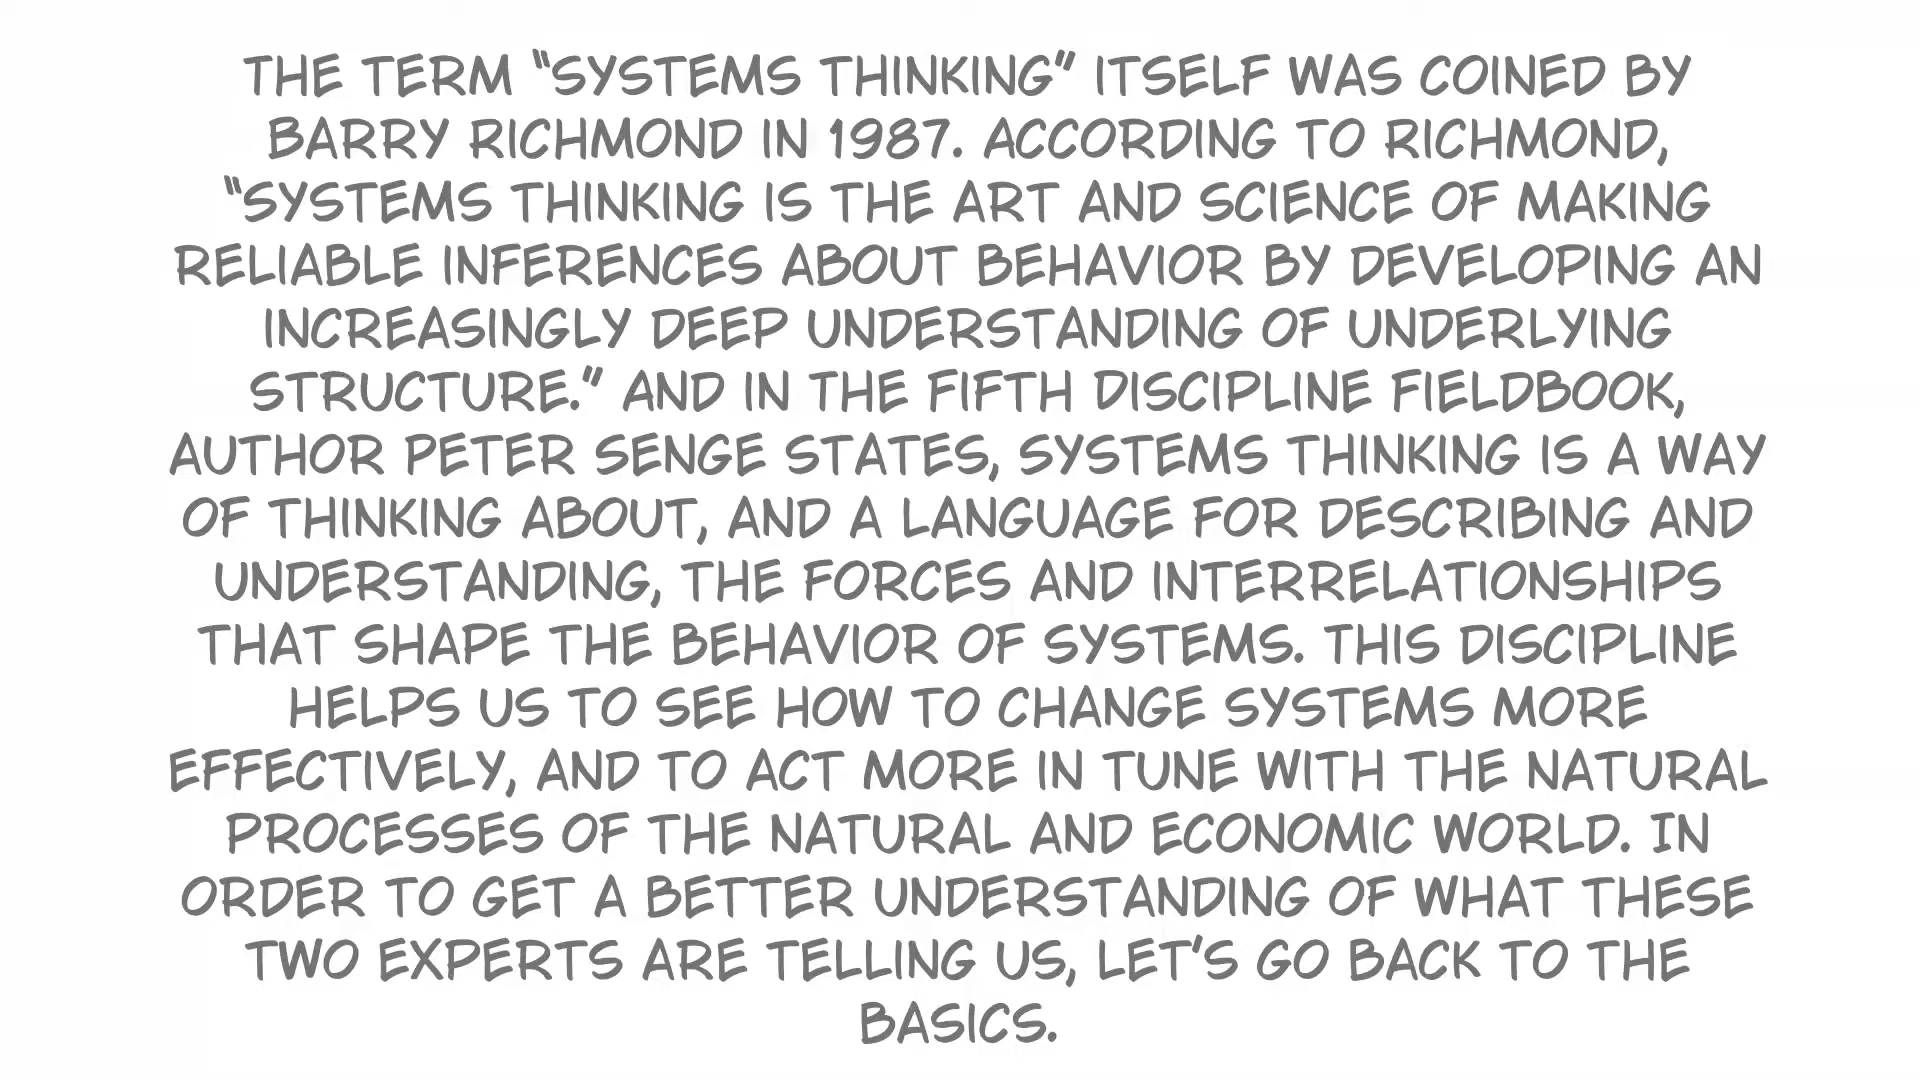 THE TERM "SYSTEMS THINKING" ITSELF WAS COINED BY
BARRY RICHMOND IN 1987. ACCORDING TO RICHMOND,
"SYSTEMS THINKING IS THE ART AND SCIENCE OF MAKING
RELIABLE INFERENCES ABOUT BEHAVIOR BY DEVELOPING AN
INCREASINGLY DEEP UNDERSTANDING OF UNDERLYING
STRUCTURE." AND IN THE FIFTH DISCIPLINE FIELDBOOK,
AUTHOR PETER SENGE STATES, SYSTEMS THINKING IS A WAY
OF THINKING ABOUT, AND A LANGUAGE FOR DESCRIBING AND
UNDERSTANDING, THE FORCES AND INTERRELATIONSHIPS
THAT SHAPE THE BEHAVIOR OF SYSTEMS. THIS DISCIPLINE
HELPS US TO SEE HOW TO CHANGE SYSTEMS MORE
EFFECTIVELY, AND TO ACT MORE IN TUNE WITH THE NATURAL
PROCESSES OF THE NATURAL AND ECONOMIC WORLD. IN
ORDER TO GET A BETTER UNDERSTANDING OF WHAT THESE
TWO EXPERTS ARE TELLING US, LET'S GO BACK TO THE
BASICS.